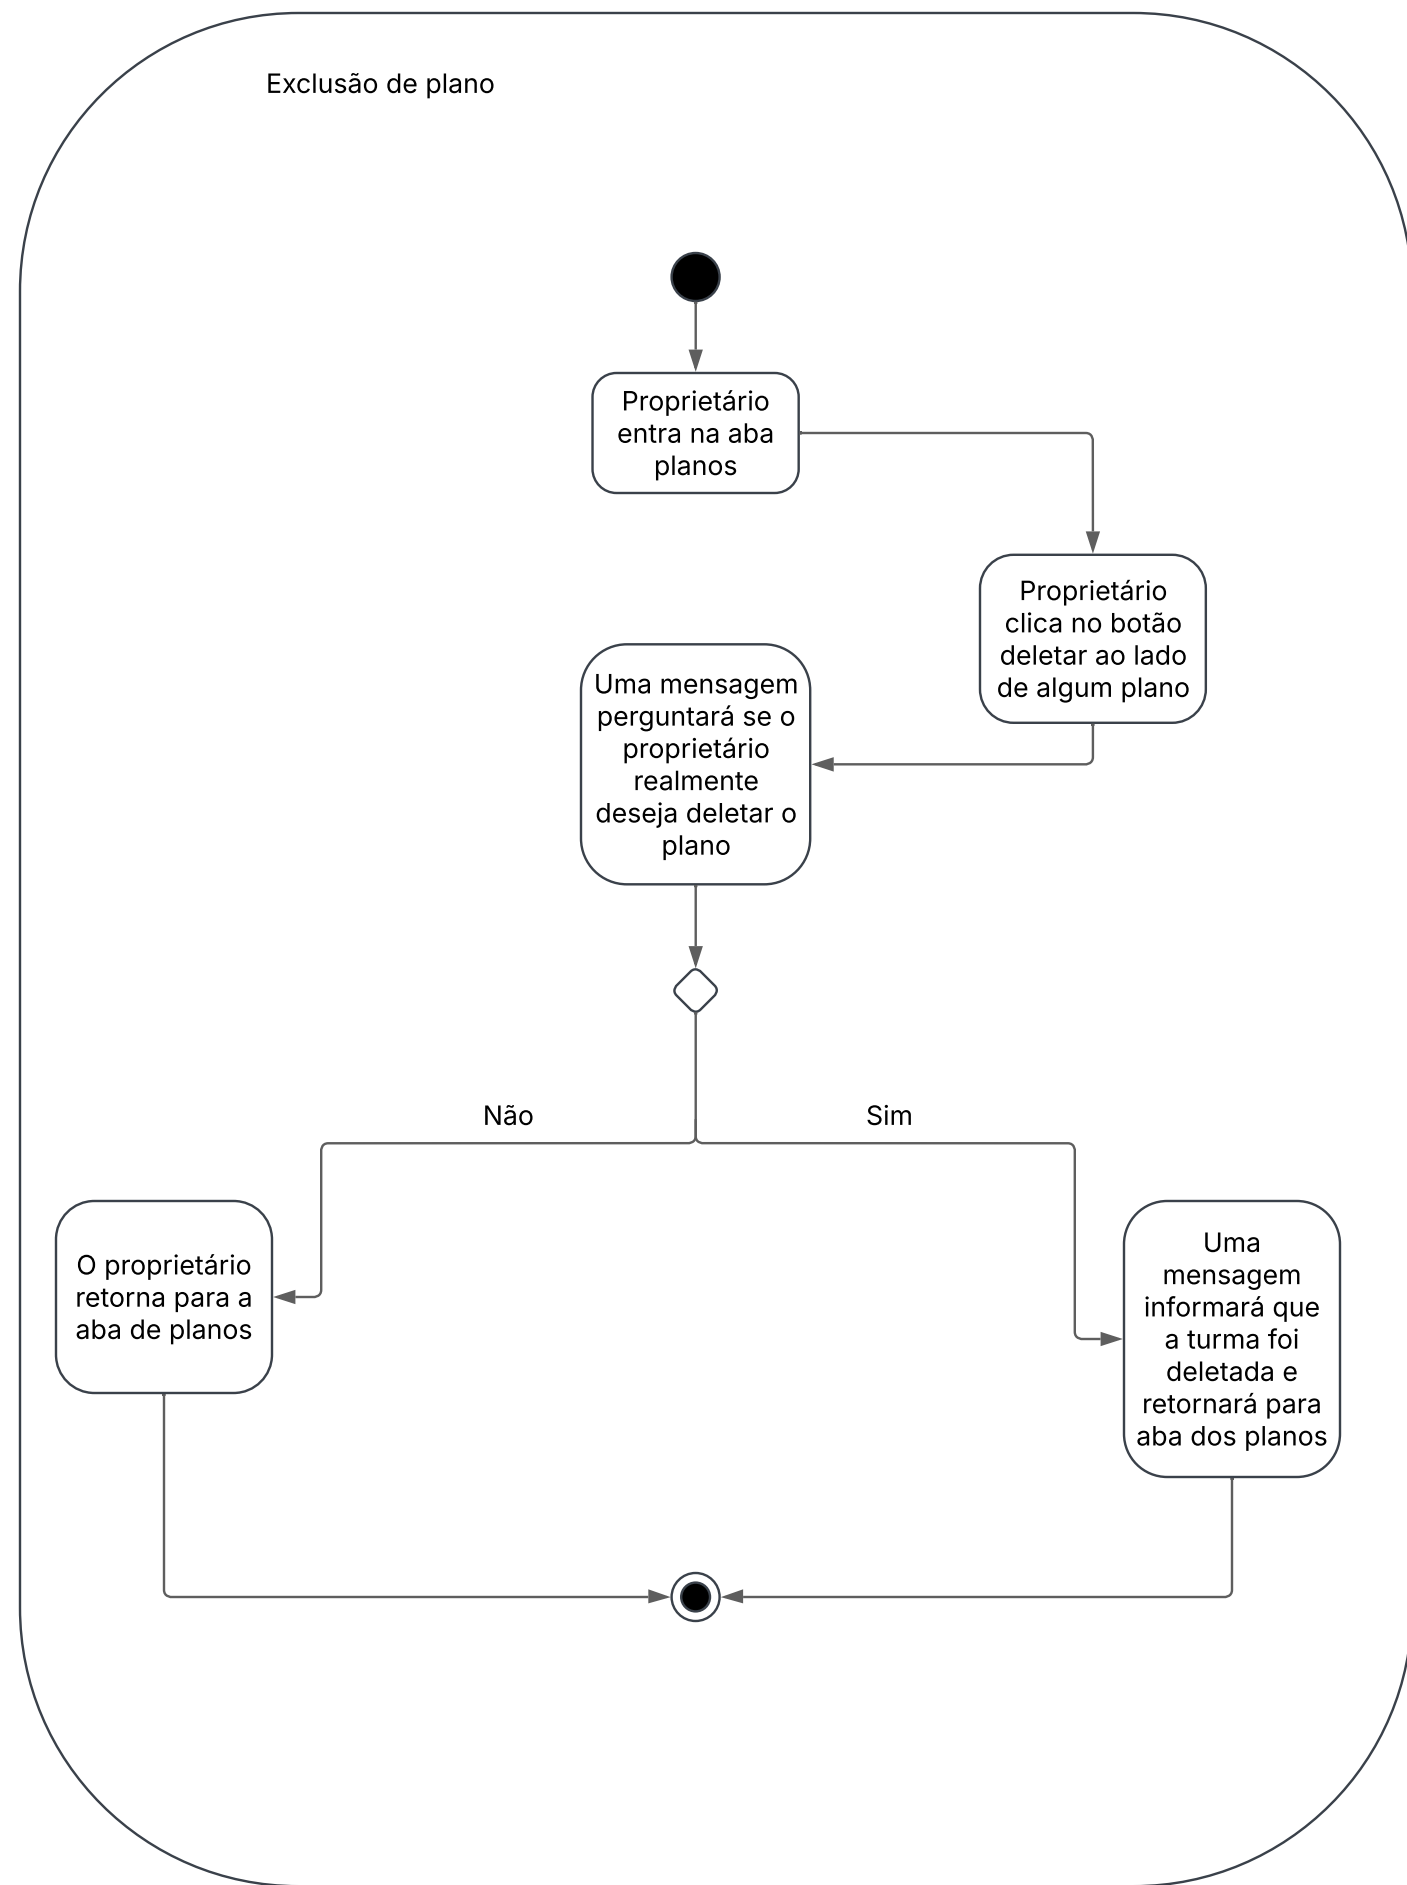 Exclusão de plano
Proprietário
entra na aba
planos
Proprietário
clica no botão
deletar ao lado
de algum plano
Uma mensagem
perguntará se o
proprietário
realmente
deseja deletar o
plano
Não
Sim
O proprietário
retorna para a
aba de planos
Uma
mensagem
informará que
a turma foi
deletada e
retornará para
aba dos planos